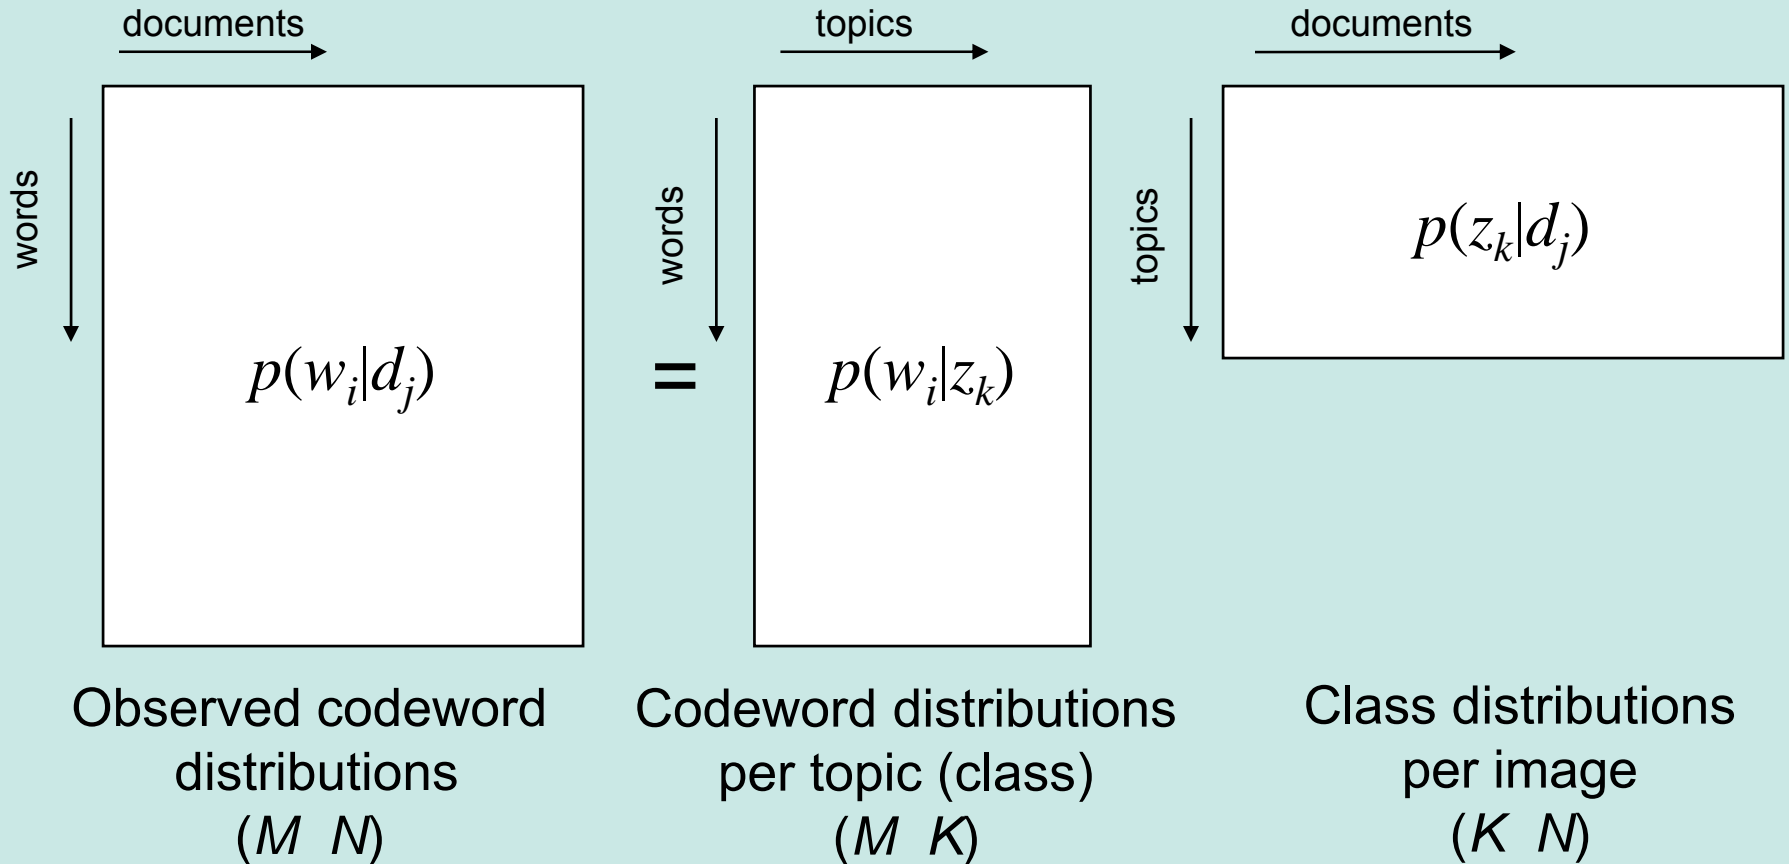 documents
words
p(w_i|d_j)
Observed codeword
distributions
(M N)
=
topics
words
p(w_i|z_k)
Codeword distributions
per topic (class)
(M K)
documents
topics
p(z_k|d_j)
Class distributions
per image
(K N)